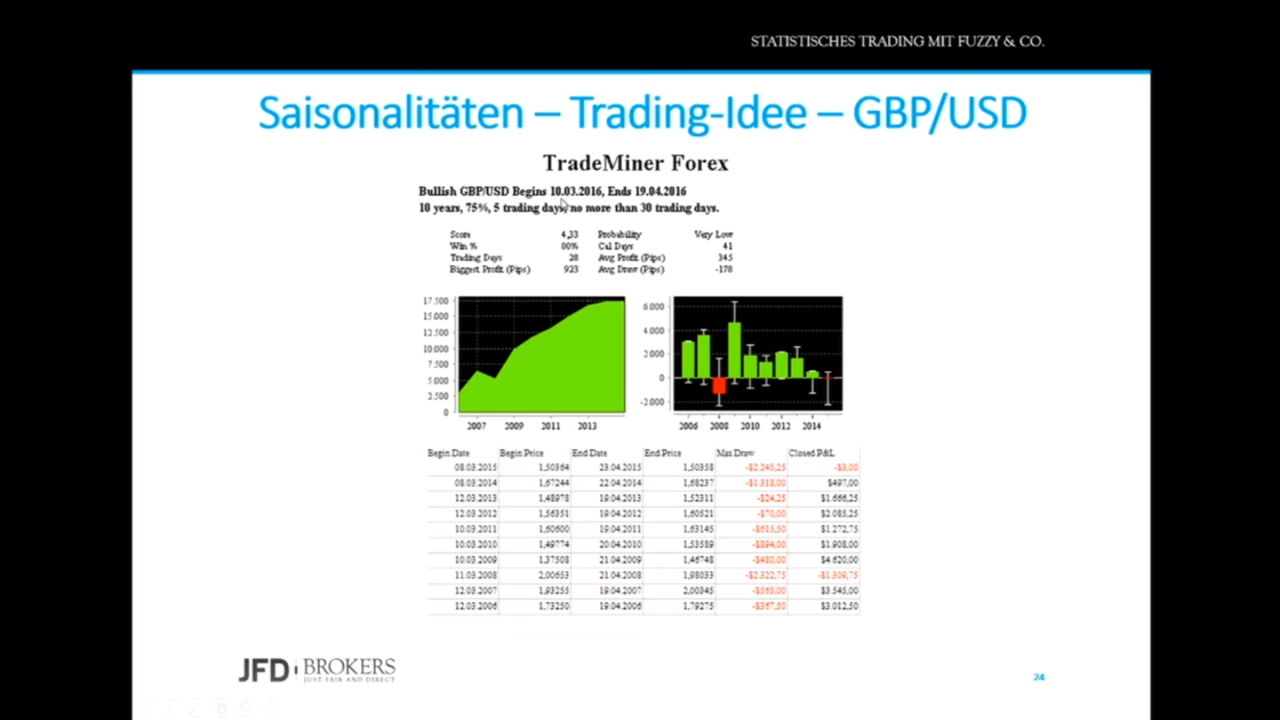 STATISTISCHES TRADING MIT FUZZY & CO.
Saisonalitäten – Trading-Idee – GBP/USD
TradeMiner Forex
Bullish GBP/USD Begins 10.03.2016, Ends 19.04.2016
10 years, 75%, 5 trading days, no more than 30 trading days.
Score 4,33 Probability Very Low
Win % 80% Cal Days 41
Trading Days 28 Avg Profit (Pips) 345
Biggest Profit (Pips) 923 Avg Draw (Pips) -178
17.500
15.000
12.500
10.000
7.500
5.000
2.500
0
2007 2009 2011 2013
6.000
4.000
2.000
0
-2.000
2006 2008 2010 2012 2014
Begin Date Begin Price End Date End Price Max Draw Closed P&L
08.03.2015 1,50364 23.04.2015 1,50358 -$2.245,25 -$3,00
08.03.2014 1,67244 22.04.2014 1,68237 -$1.318,00 $497,00
12.03.2013 1,48978 19.04.2013 1,52311 -$24,25 $1.666,25
12.03.2012 1,56351 19.04.2012 1,60521 -$70,00 $2.085,25
10.03.2011 1,60600 19.04.2011 1,63145 -$615,50 $1.272,75
10.03.2010 1,49774 20.04.2010 1,53589 -$894,00 $1.908,00
10.03.2009 1,37508 21.04.2009 1,46748 -$480,00 $4.620,00
11.03.2008 2,00653 21.04.2008 1,98033 -$2.322,75 -$1.309,75
12.03.2007 1,93255 19.04.2007 2,00345 -$565,00 $3.545,00
12.03.2006 1,73250 19.04.2006 1,79275 -$367,50 $3.012,50
JFD BROKERS
JUST FAIR AND DIRECT
24